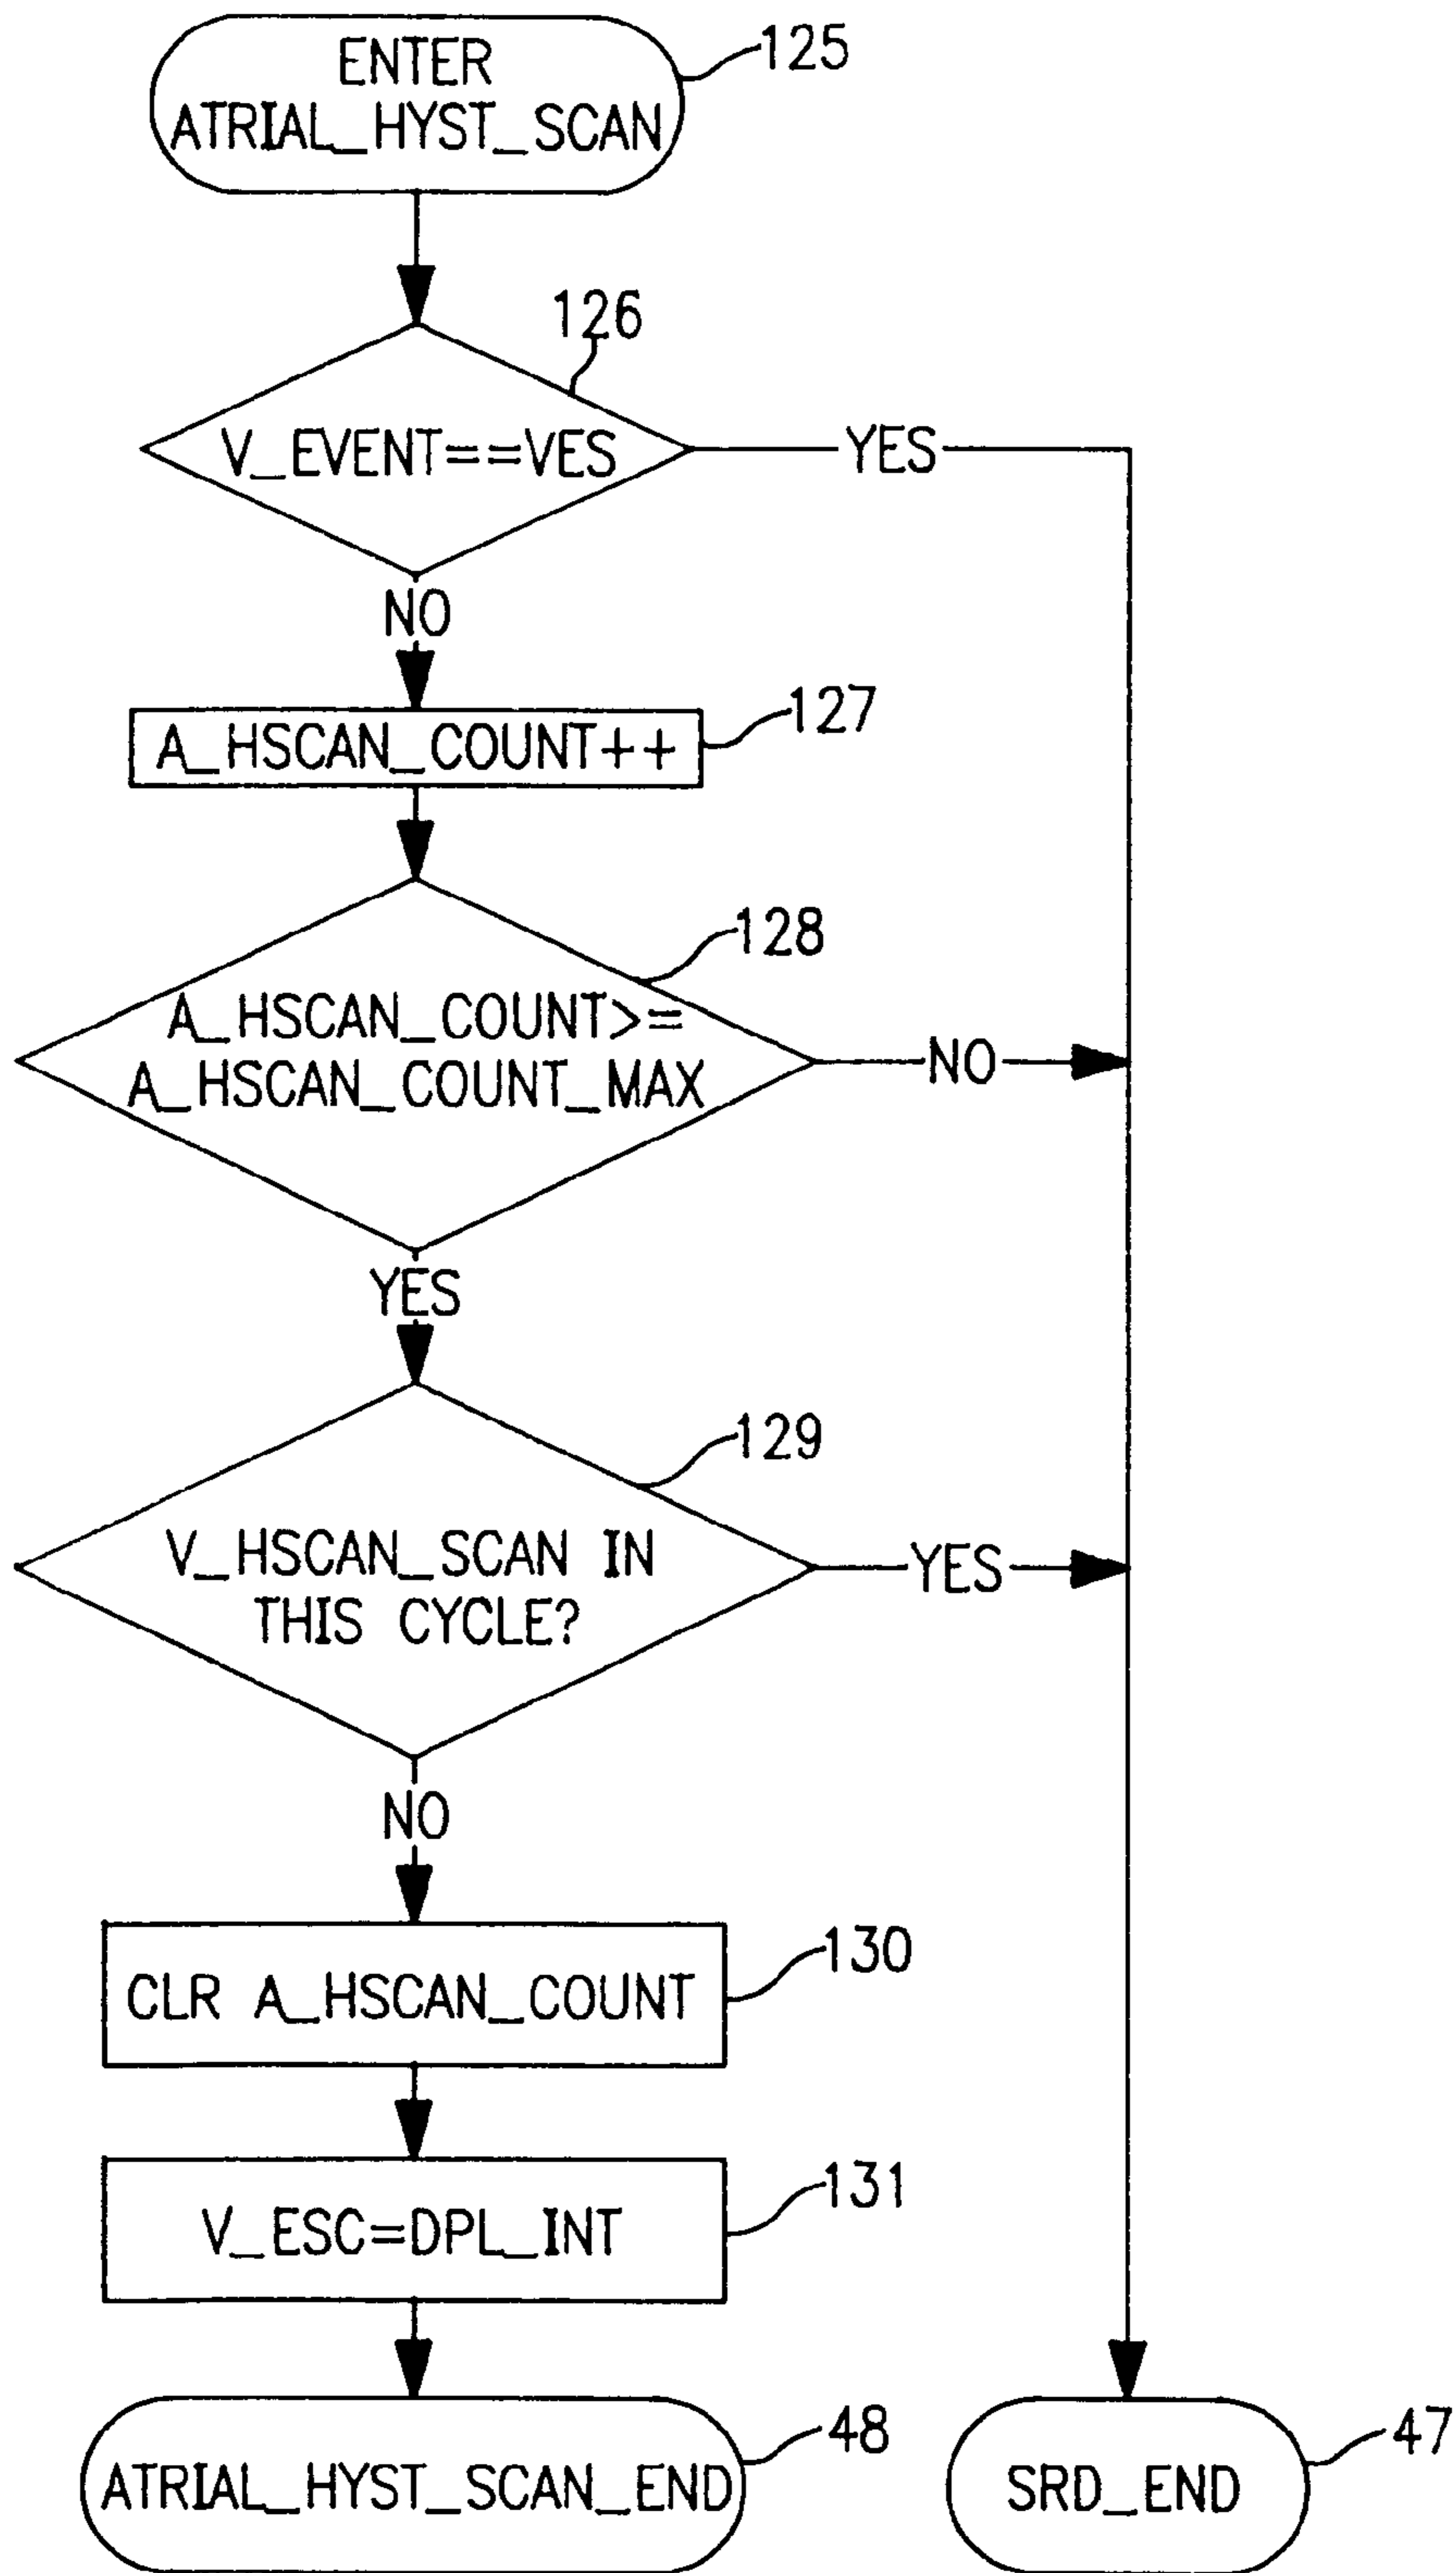 ENTER
ATRIAL_HYST_SCAN
125
126
V_EVENT==VES
YES
NO
A_HSCAN_COUNT++
127
128
A_HSCAN_COUNT>=
A_HSCAN_COUNT_MAX
NO
YES
129
V_HSCAN_SCAN IN
THIS CYCLE?
YES
NO
CLR A_HSCAN_COUNT
130
V_ESC=DPL_INT
131
ATRIAL_HYST_SCAN_END
48
SRD_END
47